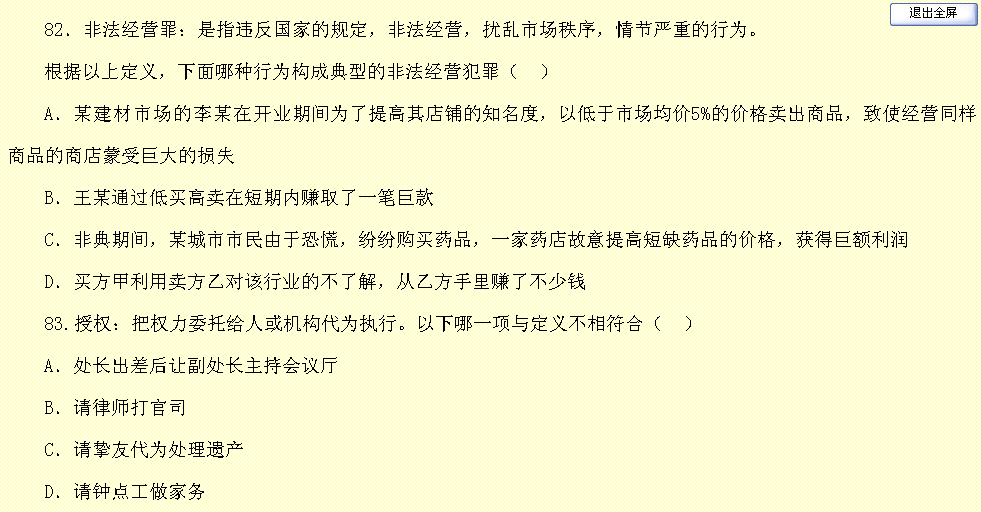 退出全屏
82．非法经营罪：是指违反国家的规定，非法经营，扰乱市场秩序，情节严重的行为。
根据以上定义，下面哪种行为构成典型的非法经营犯罪（　）
A．某建材市场的李某在开业期间为了提高其店铺的知名度，以低于市场均价5%的价格卖出商品，致使经营同样
商品的商店蒙受巨大的损失
B．王某通过低买高卖在短期内赚取了一笔巨款
C．非典期间，某城市市民由于恐慌，纷纷购买药品，一家药店故意提高短缺药品的价格，获得巨额利润
D．买方甲利用卖方乙对该行业的不了解，从乙方手里赚了不少钱
83.授权：把权力委托给人或机构代为执行。以下哪一项与定义不相符合（　）
A．处长出差后让副处长主持会议厅
B．请律师打官司
C．请挚友代为处理遗产
D．请钟点工做家务